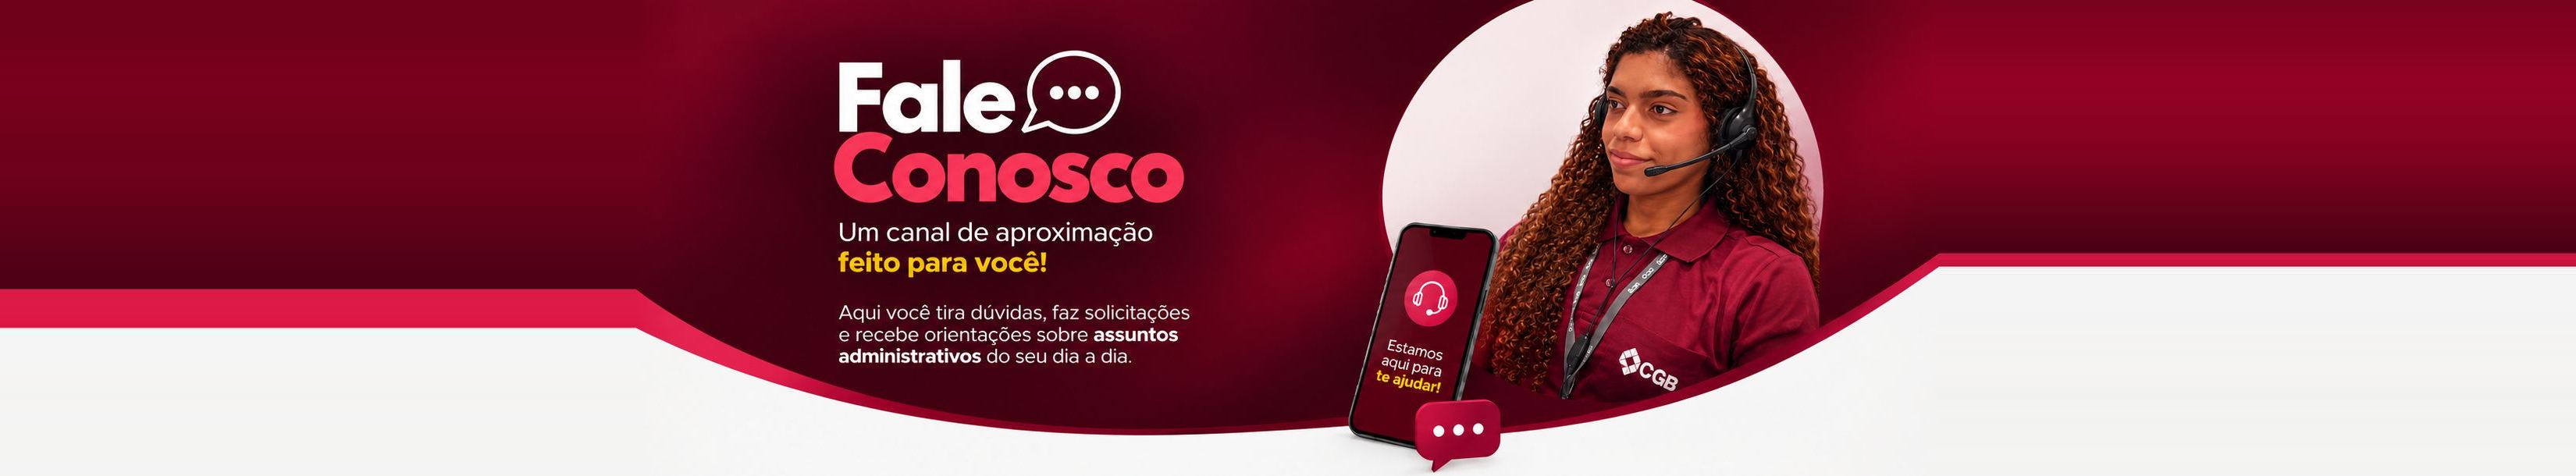 Fale
Conosco
Um canal de aproximação
feito para você!
Aqui você tira dúvidas, faz solicitações
e recebe orientações sobre assuntos
administrativos do seu dia a dia.
Estamos
aqui para
te ajudar!
CGB